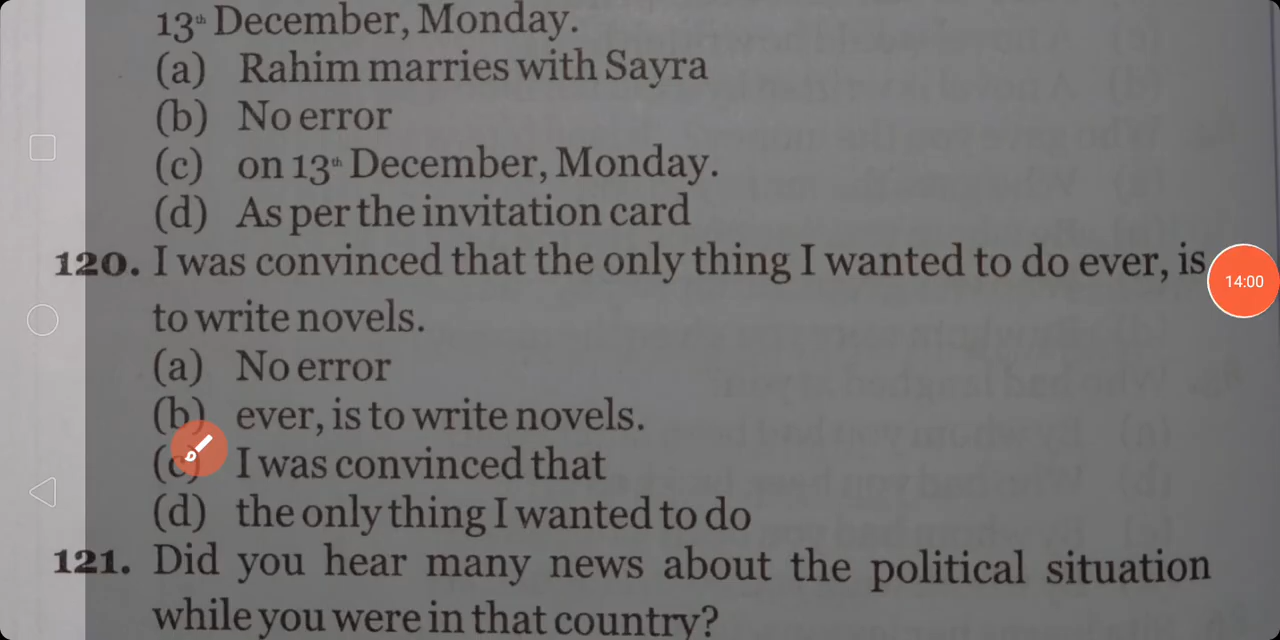 13th December, Monday.
(a) Rahim marries with Sayra
(b) No error
(c) on 13th December, Monday.
(d) As per the invitation card
120. I was convinced that the only thing I wanted to do ever, is
14:00
to write novels.
(a) No error
(b) ever, is to write novels.
(c) I was convinced that
(d) the only thing I wanted to do
121. Did you hear many news about the political situation
while you were in that country?